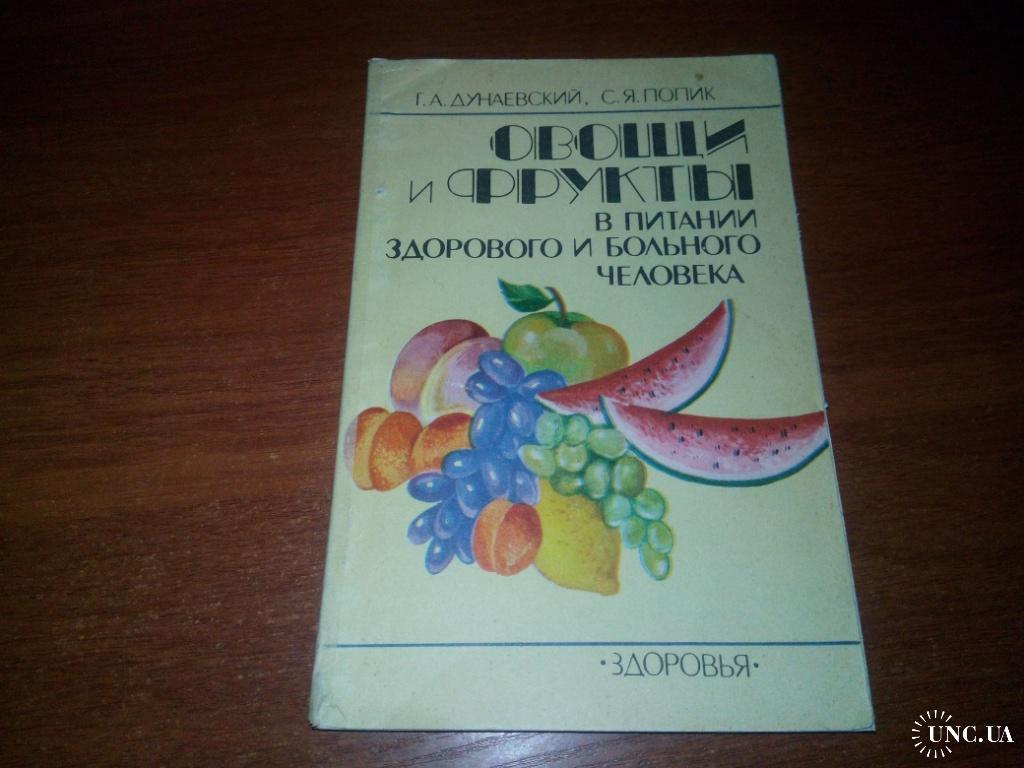 Г.А.ДУНАЕВСКИЙ, С.Я.ПОПИК
ОВОЩИ
И ФРУКТЫ
В ПИТАНИИ
ЗДОРОВОГО И БОЛЬНОГО
ЧЕЛОВЕКА
·ЗДОРОВЬЯ·
UNC.UA